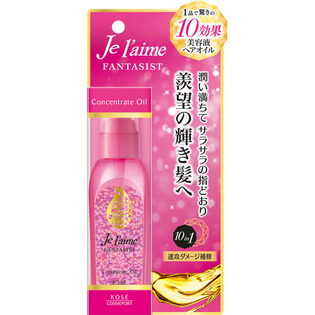 Je l'aime
FANTASIST
Concentrate Oil
1品で驚きの
10効果
美容液
ヘアオイル
潤い満ちて サラサラの指どおり
羨望の輝き髪へ
10in1
速攻ダメージ補修
Je l'aime
FANTASIST
Concentrate Oil
KOSÉ
COSMEPORT